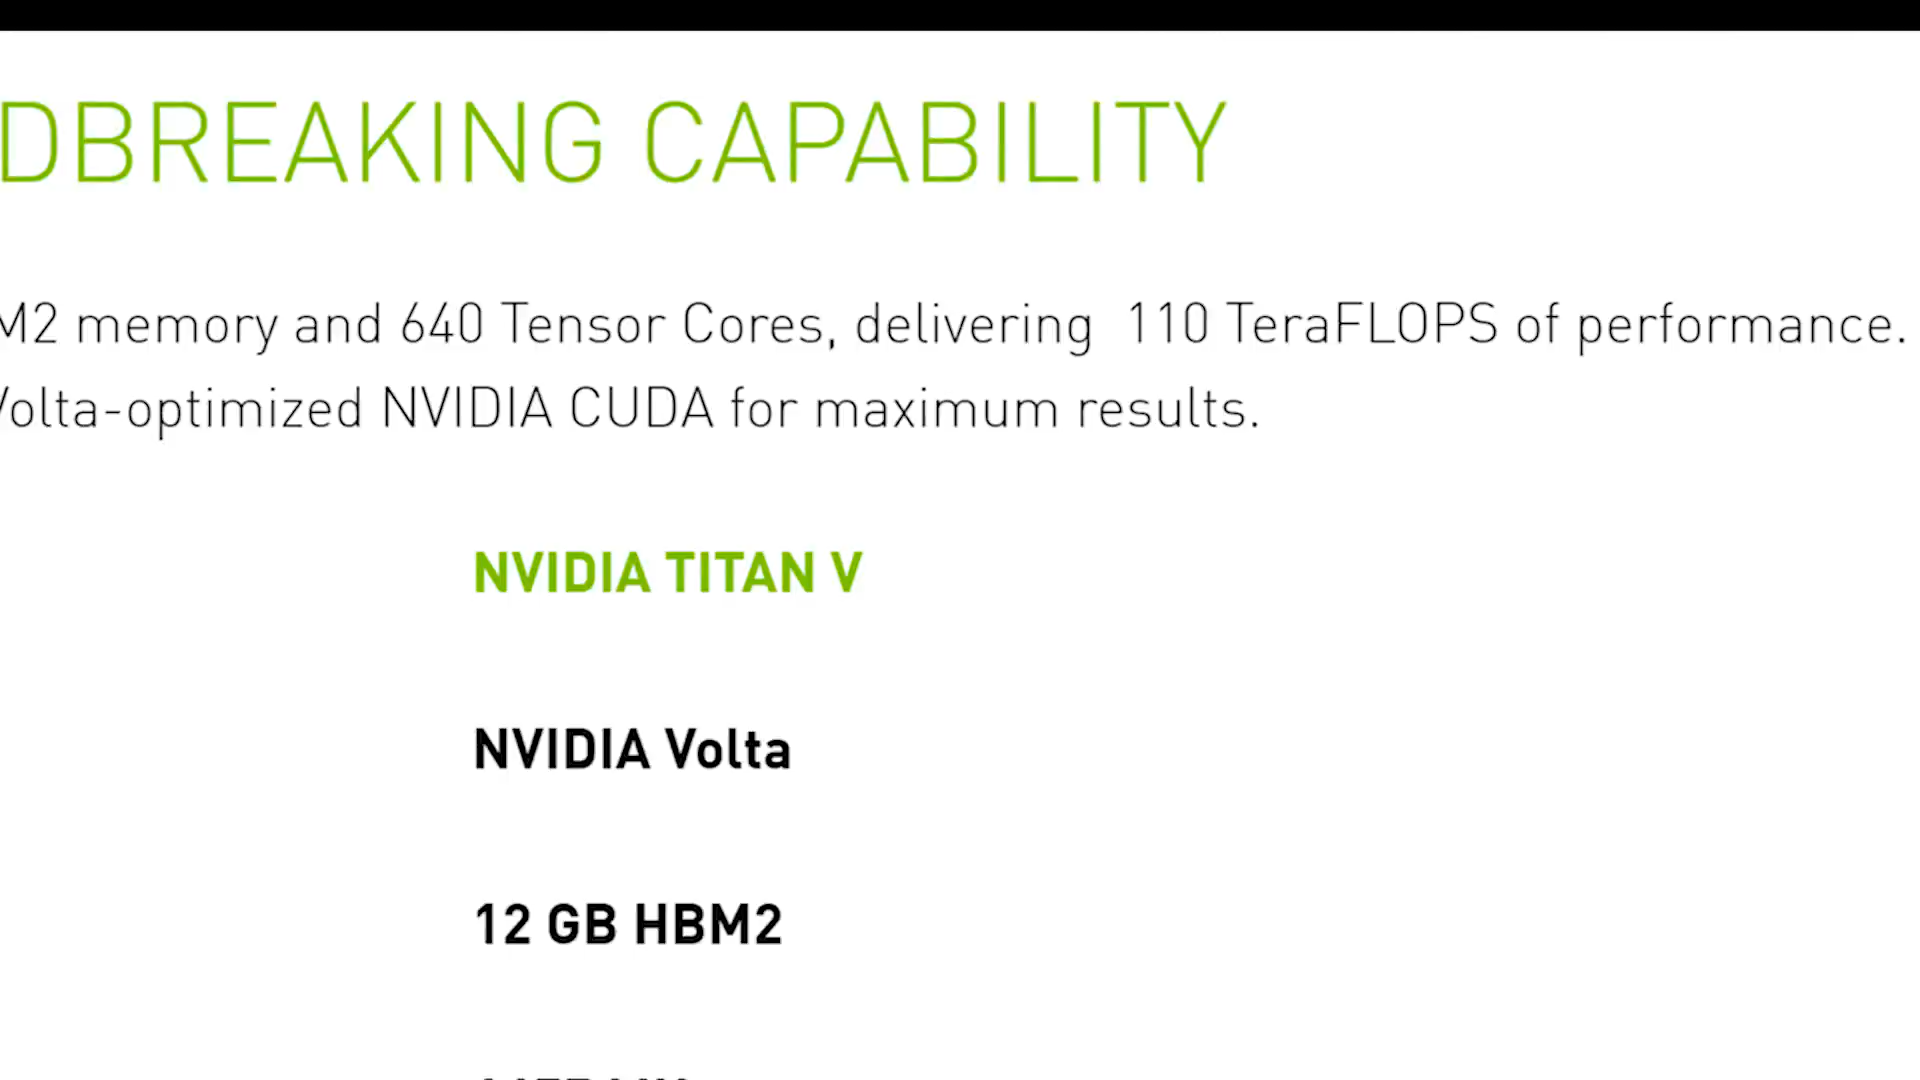 DBREAKING CAPABILITY
M2 memory and 640 Tensor Cores, delivering 110 TeraFLOPS of performance.
Volta-optimized NVIDIA CUDA for maximum results.
NVIDIA TITAN V
NVIDIA Volta
12 GB HBM2